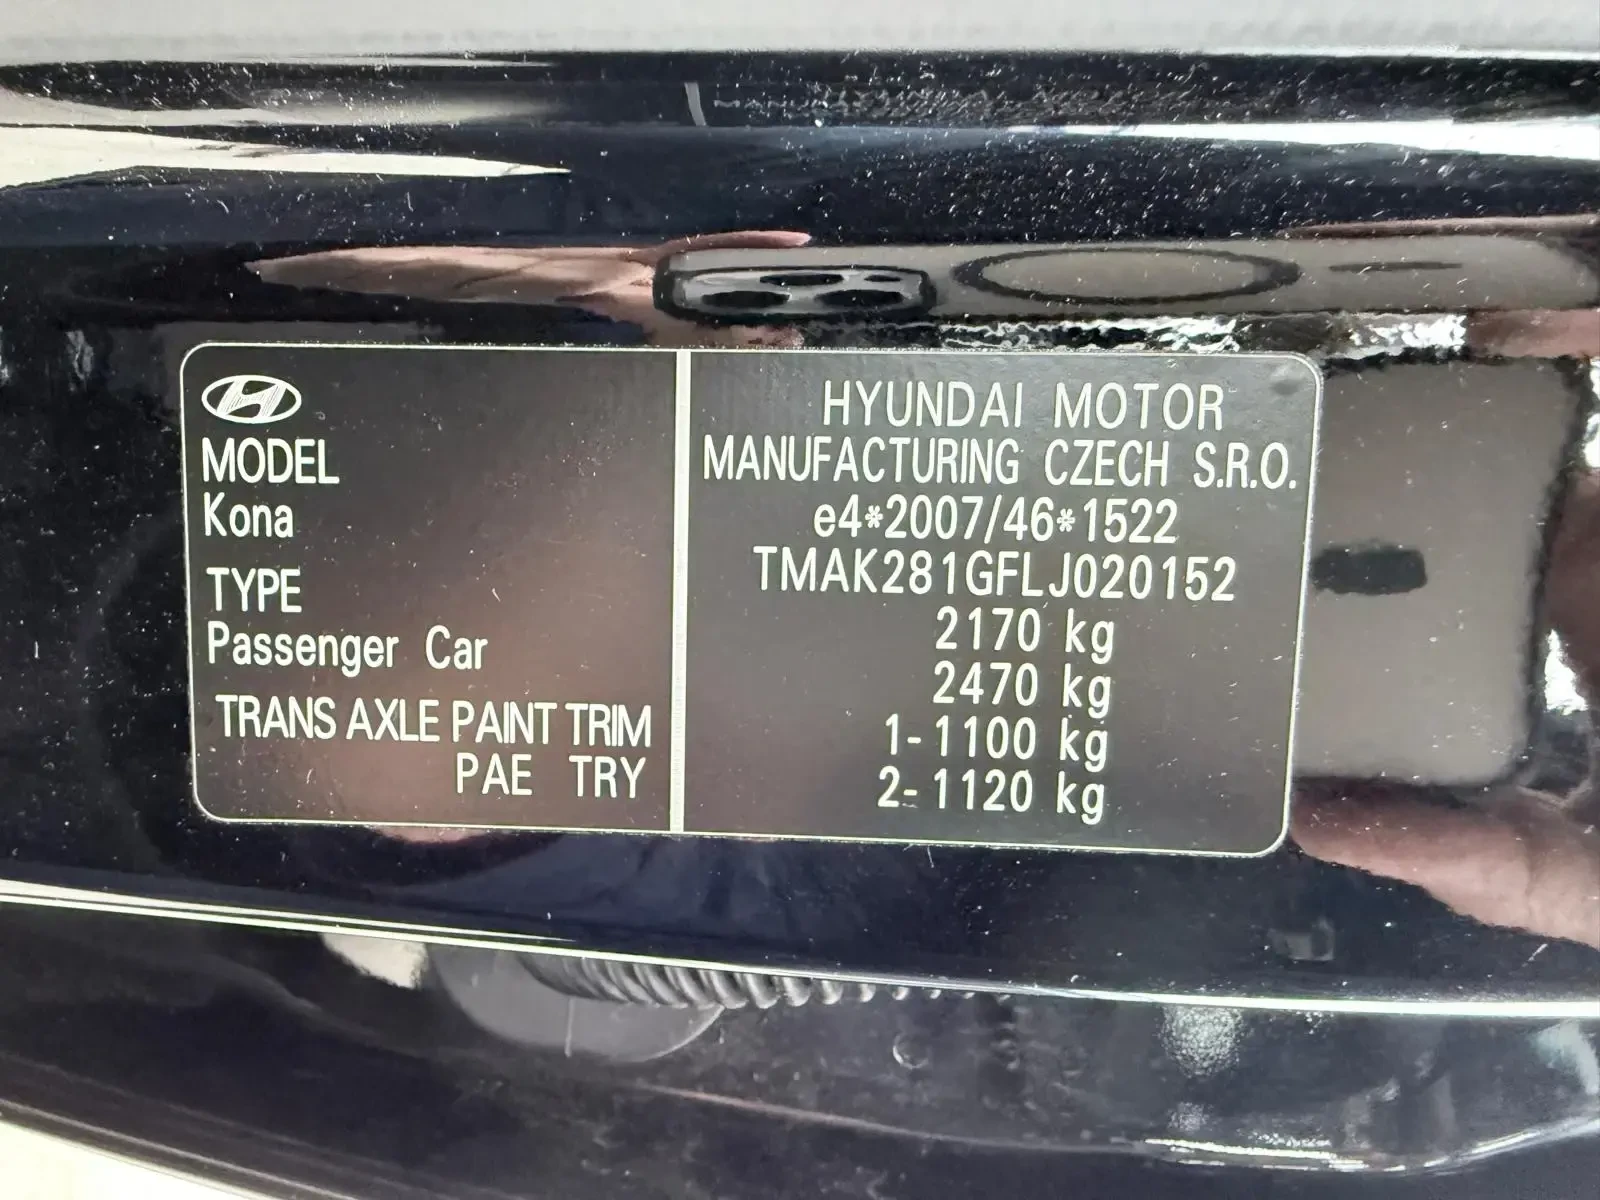 MODEL
Kona
TYPE
Passenger Car
TRANS AXLE PAINT TRIM
PAE TRY
HYUNDAI MOTOR
MANUFACTURING CZECH S.R.O.
e4*2007/46*1522
TMAK281GFLJ020152
2170 kg
2470 kg
1-1100 kg
2-1120 kg